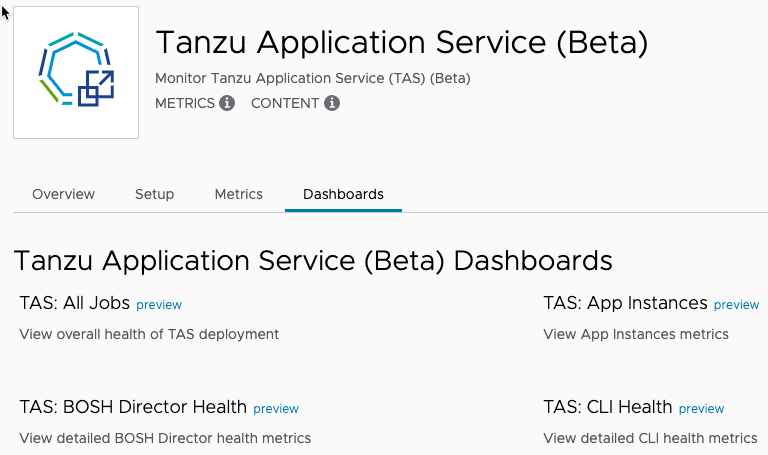 Tanzu Application Service (Beta)
Monitor Tanzu Application Service (TAS) (Beta)
METRICS CONTENT
Overview Setup Metrics Dashboards
Tanzu Application Service (Beta) Dashboards
TAS: All Jobs preview TAS: App Instances preview
View overall health of TAS deployment View App Instances metrics
TAS: BOSH Director Health preview TAS: CLI Health preview
View detailed BOSH Director health metrics View detailed CLI health metrics